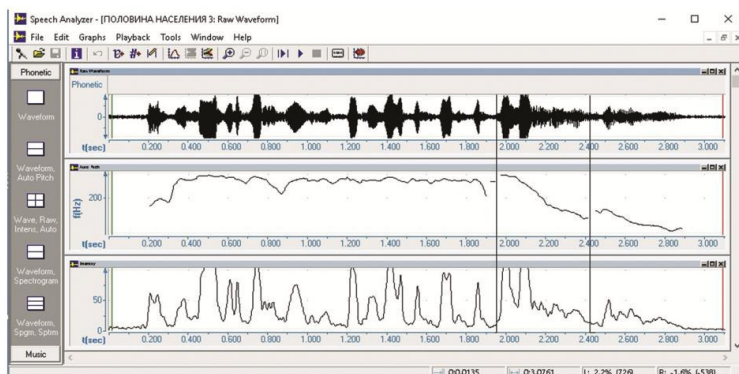 Speech Analyzer - [ПОЛОВИНА НАСЕЛЕНИЯ 3: Raw Waveform]
File Edit Graphs Playback Tools Window Help
Phonetic
Waveform
Waveform, Auto Pitch
Wave, Raw, Intens, Auto
Waveform, Spectrogram
Waveform, Spgm, Sptrm
Music
Raw Waveform
Phonetic
0
t(sec) 0.200 0.400 0.600 0.800 1.000 1.200 1.400 1.600 1.800 2.000 2.200 2.400 2.600 2.800 3.000
Auto Pitch
200
f(Hz)
t(sec) 0.200 0.400 0.600 0.800 1.000 1.200 1.400 1.600 1.800 2.000 2.200 2.400 2.600 2.800 3.000
50
0
t(sec) 0.200 0.400 0.600 0.800 1.000 1.200 1.400 1.600 1.800 2.000 2.200 2.400 2.600 2.800 3.000
0:0.0135 0:3.0761 L: 2.2% (726) R: -1.6% (-538)